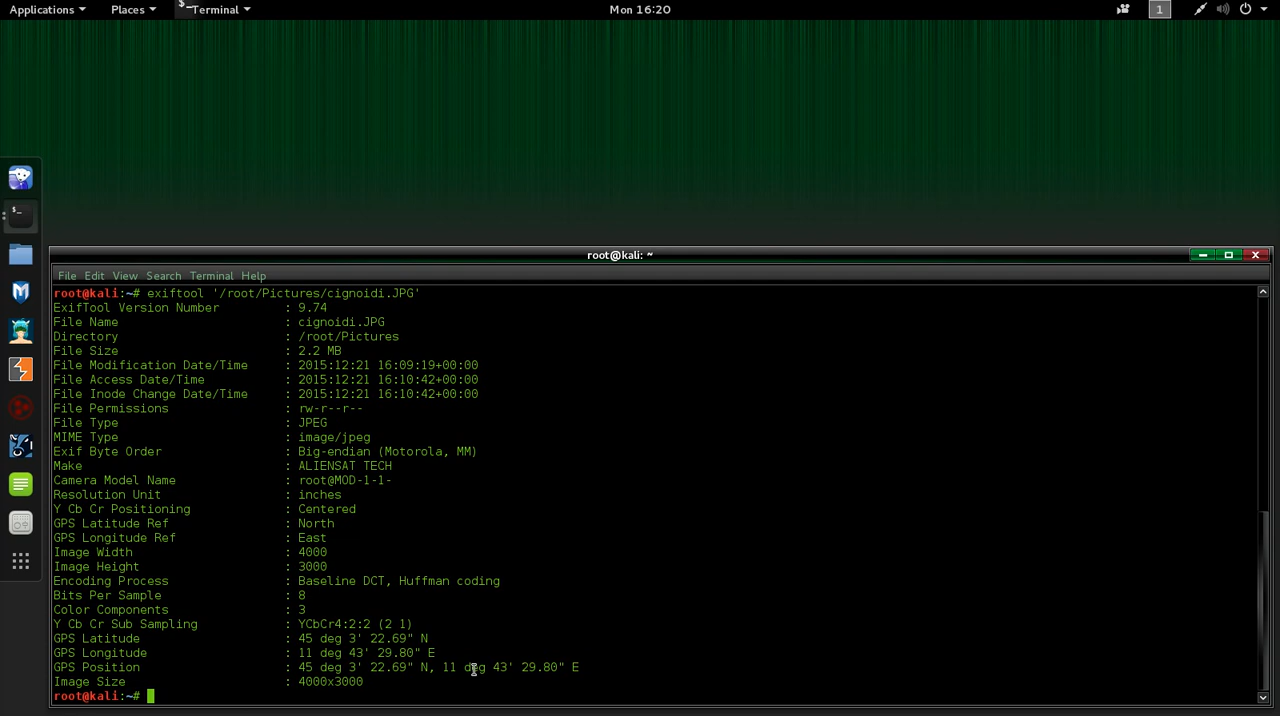 Applications Places Terminal Mon 16:20 1
root@kali: ~
File Edit View Search Terminal Help
root@kali:~# exiftool '/root/Pictures/cignoidi.JPG'
ExifTool Version Number : 9.74
File Name : cignoidi.JPG
Directory : /root/Pictures
File Size : 2.2 MB
File Modification Date/Time : 2015:12:21 16:09:19+00:00
File Access Date/Time : 2015:12:21 16:10:42+00:00
File Inode Change Date/Time : 2015:12:21 16:10:42+00:00
File Permissions : rw-r--r--
File Type : JPEG
MIME Type : image/jpeg
Exif Byte Order : Big-endian (Motorola, MM)
Make : ALIENSAT TECH
Camera Model Name : root@MOD-1-1-
Resolution Unit : inches
Y Cb Cr Positioning : Centered
GPS Latitude Ref : North
GPS Longitude Ref : East
Image Width : 4000
Image Height : 3000
Encoding Process : Baseline DCT, Huffman coding
Bits Per Sample : 8
Color Components : 3
Y Cb Cr Sub Sampling : YCbCr4:2:2 (2 1)
GPS Latitude : 45 deg 3' 22.69" N
GPS Longitude : 11 deg 43' 29.80" E
GPS Position : 45 deg 3' 22.69" N, 11 deg 43' 29.80" E
Image Size : 4000x3000
root@kali:~#